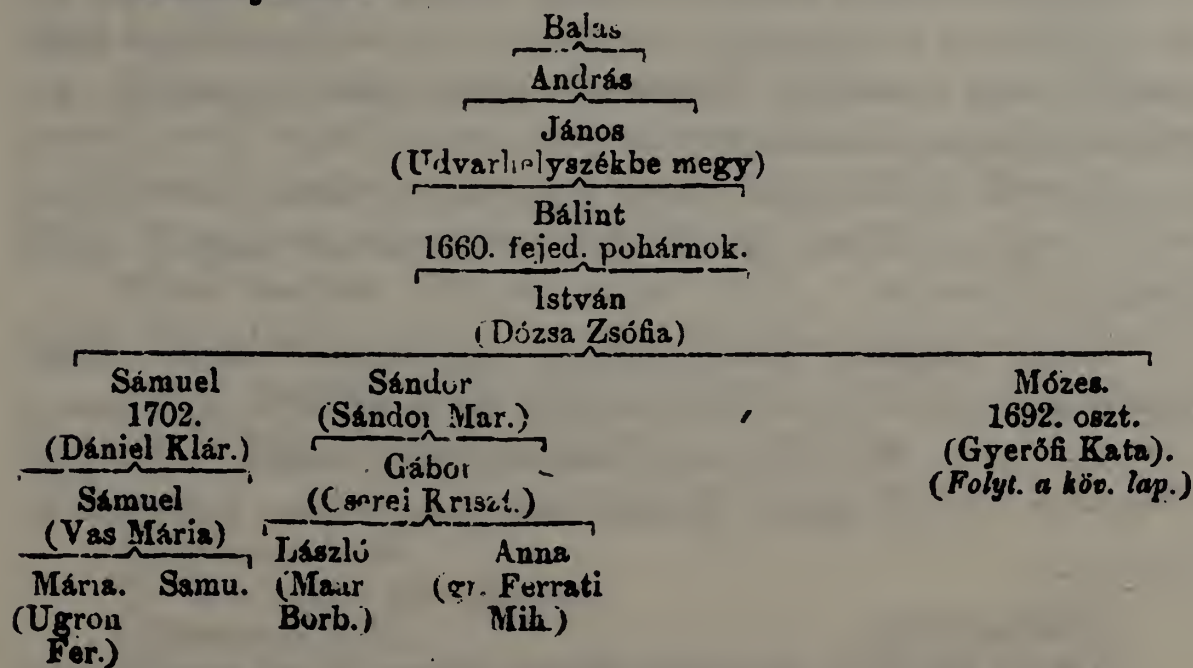 Balas
András
János
(Udvarhelyszékbe megy)
Bálint
1660. fejed. pohárnok.
István
(Dózsa Zsófia)
Sámuel Sándor Mózes.
1702. (Sándor Mar.) 1692. oszt.
(Dániel Klár.) (Gyerőfi Kata).
Gábor (Folyt. a köv. lap.)
Sámuel (Cserei Kriszt.)
(Vas Mária)
László Anna
Mária. Samu. (Maar (gr. Ferrati
(Ugron Borb.) Mih.)
Fer.)